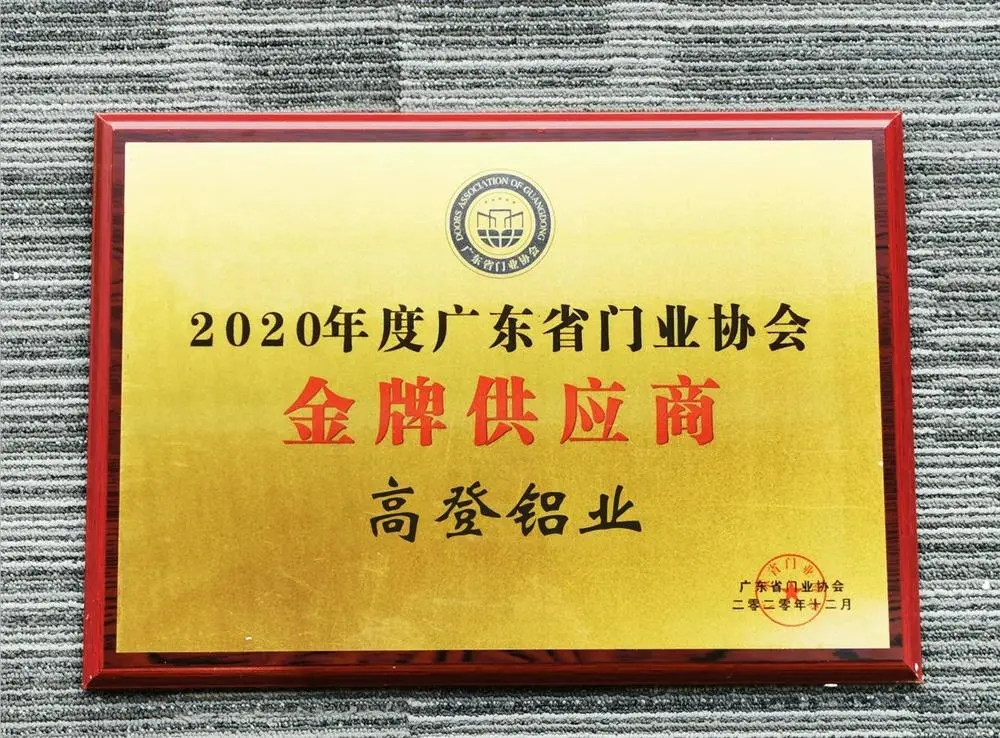 DOORS ASSOCIATION OF GUANGDONG
广东省门业协会
2020年度广东省门业协会
金牌供应商
高登铝业
广东省门业协会
二零二零年十二月